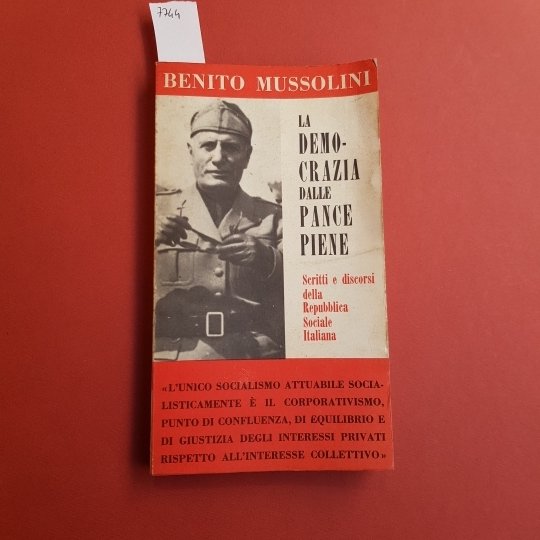 7744
BENITO MUSSOLINI
LA
DEMO-
CRAZIA
DALLE
PANCE
PIENE
Scritti e discorsi
della
Repubblica
Sociale
Italiana
«L'UNICO SOCIALISMO ATTUABILE SOCIA-
LISTICAMENTE È IL CORPORATIVISMO,
PUNTO DI CONFLUENZA, DI EQUILIBRIO E
DI GIUSTIZIA DEGLI INTERESSI PRIVATI
RISPETTO ALL'INTERESSE COLLETTIVO»